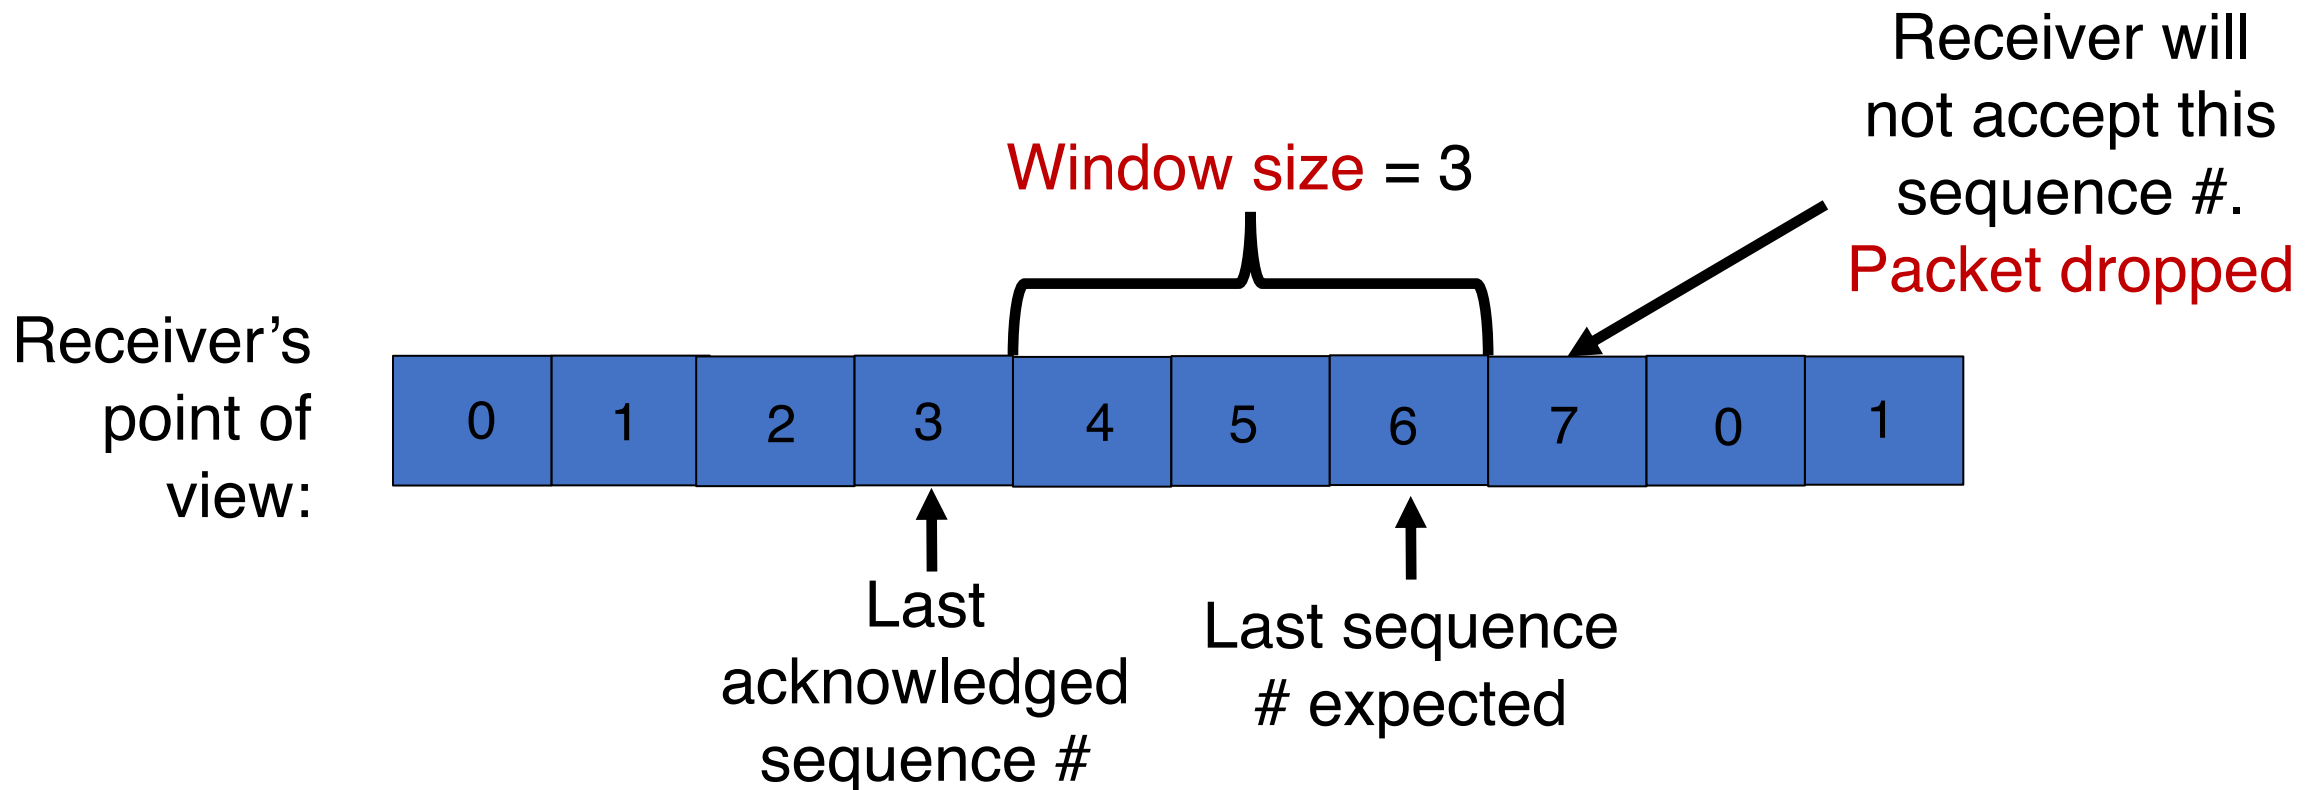 Receiver will
not accept this
sequence #.
Packet dropped
Window size = 3
Receiver’s
point of
view:
0 1 2 3 4 5 6 7 0 1
Last
acknowledged
sequence #
Last sequence
# expected